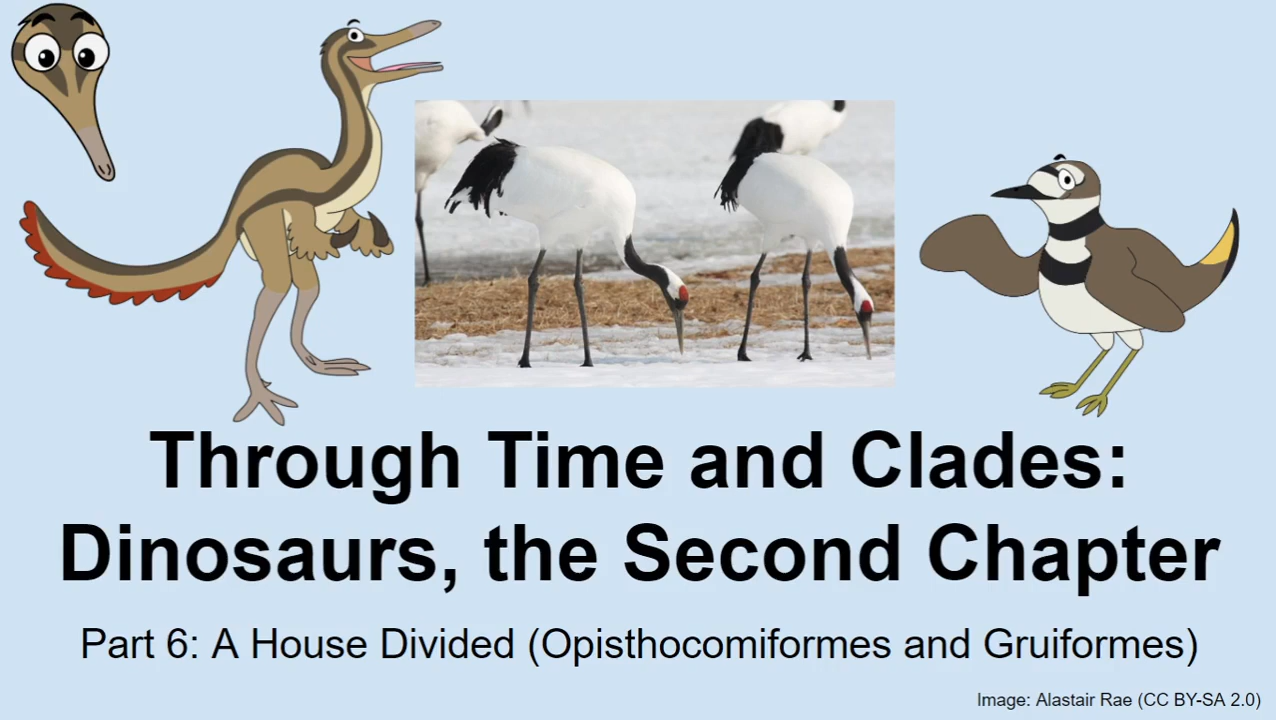 Through Time and Clades:
Dinosaurs, the Second Chapter
Part 6: A House Divided (Opisthocomiformes and Gruiformes)
Image: Alastair Rae (CC BY-SA 2.0)